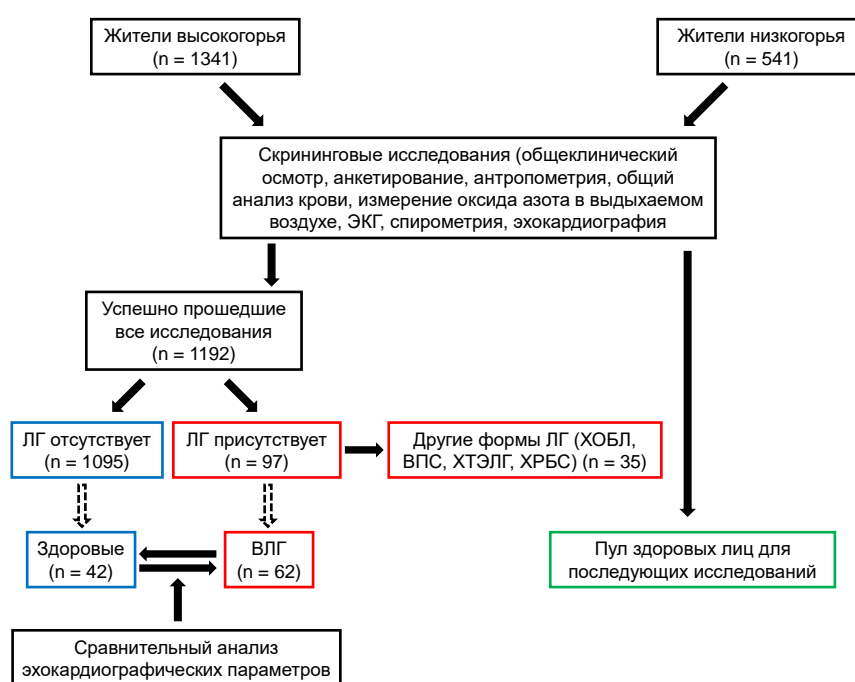 Жители высокогорья
(n = 1341)
Жители низкогорья
(n = 541)
Скрининговые исследования (общеклинический
осмотр, анкетирование, антропометрия, общий
анализ крови, измерение оксида азота в выдыхаемом
воздухе, ЭКГ, спирометрия, эхокардиография
Успешно прошедшие
все исследования
(n = 1192)
ЛГ отсутствует
(n = 1095)
ЛГ присутствует
(n = 97)
Другие формы ЛГ (ХОБЛ,
ВПС, ХТЭЛГ, ХРБС) (n = 35)
Здоровые
(n = 42)
ВЛГ
(n = 62)
Пул здоровых лиц для
последующих исследований
Сравнительный анализ
эхокардиографических параметров